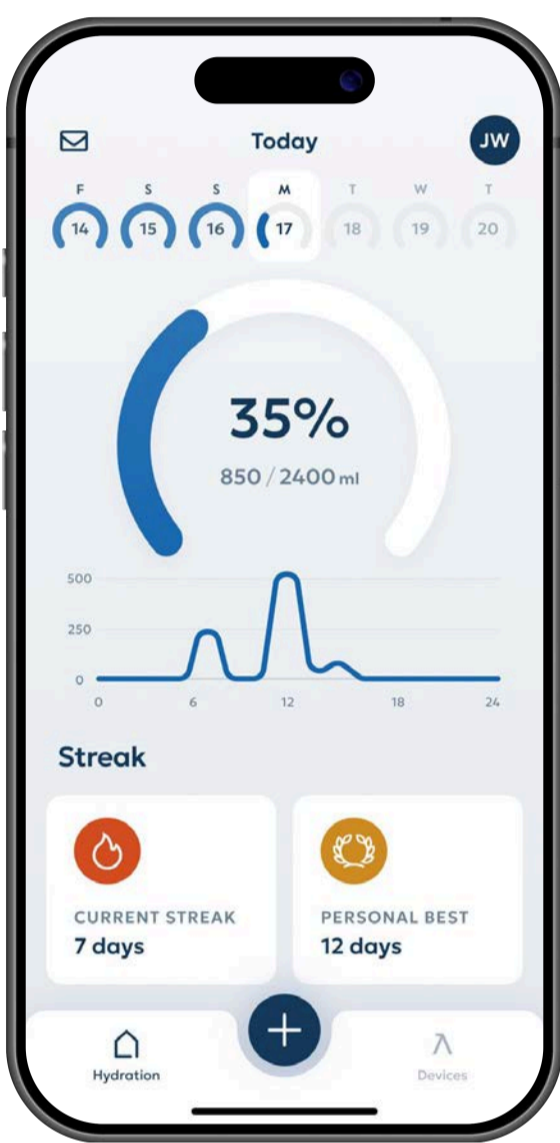 Today
JW
F S S M T W T
14 15 16 17 18 19 20
35%
850 / 2400 ml
500
250
0
0 6 12 18 24
Streak
CURRENT STREAK
7 days
PERSONAL BEST
12 days
Hydration
Devices